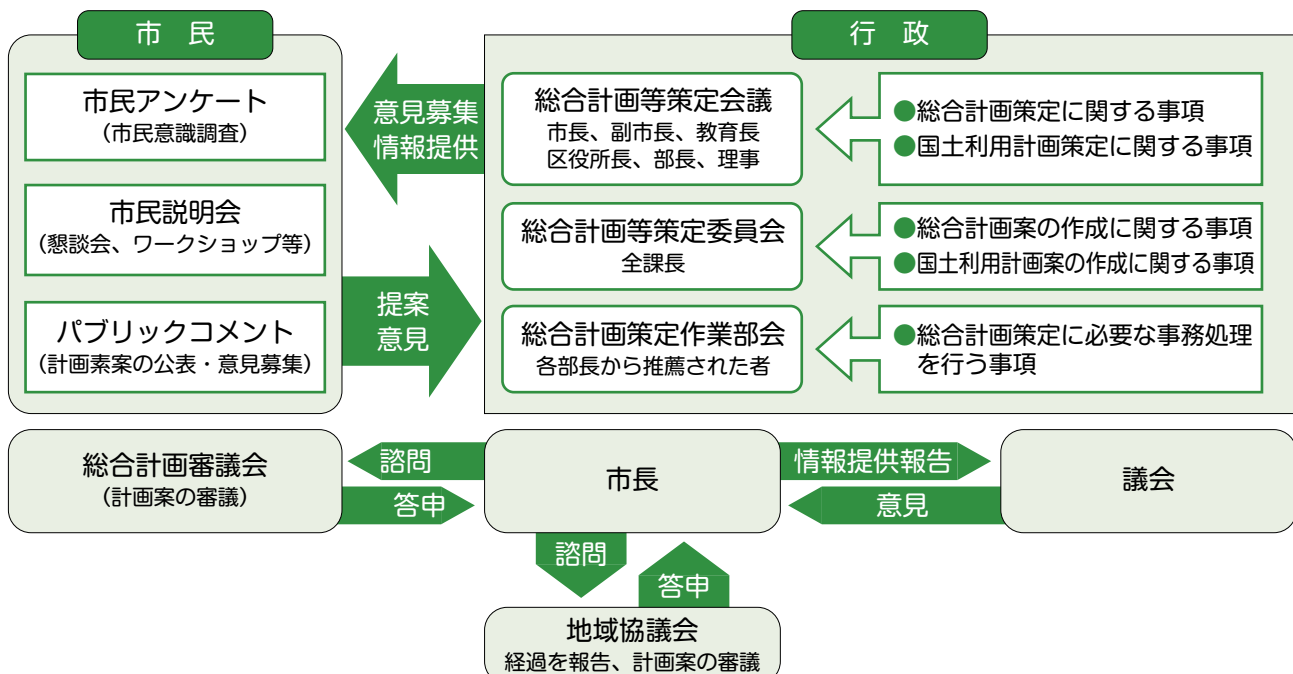 市 民
市民アンケート
(市民意識調査)
市民説明会
(懇談会、ワークショップ等)
パブリックコメント
(計画素案の公表・意見募集)
意見募集
情報提供
提案
意見
行 政
総合計画等策定会議
市長、副市長、教育長
区役所長、部長、理事
●総合計画策定に関する事項
●国土利用計画策定に関する事項
総合計画等策定委員会
全課長
●総合計画案の作成に関する事項
●国土利用計画案の作成に関する事項
総合計画策定作業部会
各部長から推薦された者
●総合計画策定に必要な事務処理
を行う事項
総合計画審議会
(計画案の審議)
諮問
答申
市長
情報提供報告
意見
議会
諮問
答申
地域協議会
経過を報告、計画案の審議